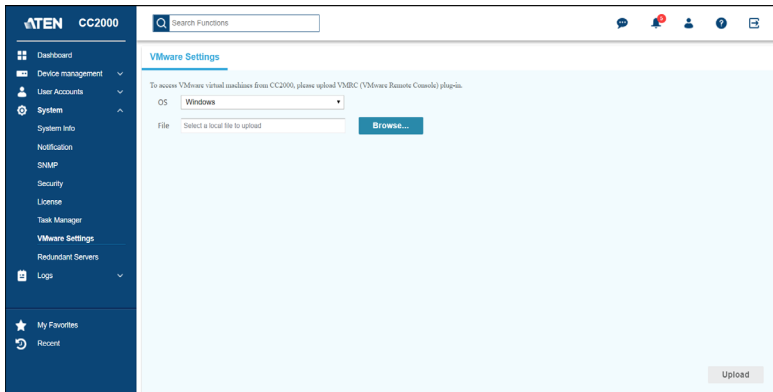 ATEN CC2000
Search Functions
Dashboard
Device management
User Accounts
System
System Info
Notification
SNMP
Security
License
Task Manager
VMware Settings
Redundant Servers
Logs
My Favorites
Recent
VMware Settings
To access VMware virtual machines from CC2000, please upload VMRC (VMware Remote Console) plug-in.
OS Windows
File Select a local file to upload Browse...
Upload